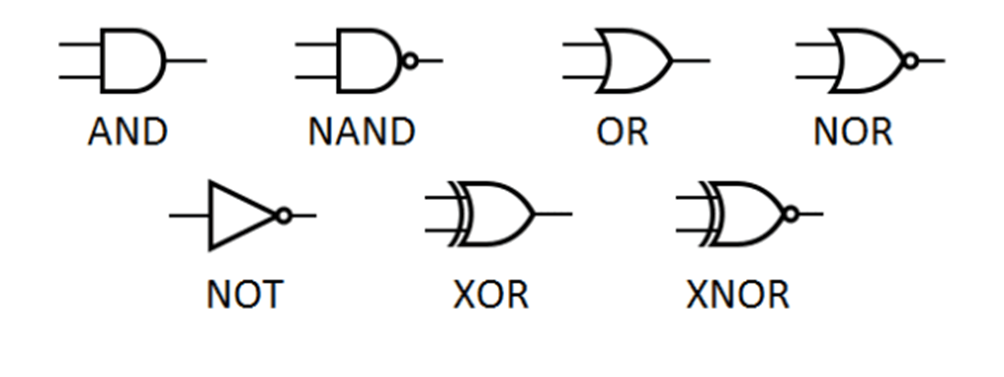 AND NAND OR NOR
NOT XOR XNOR